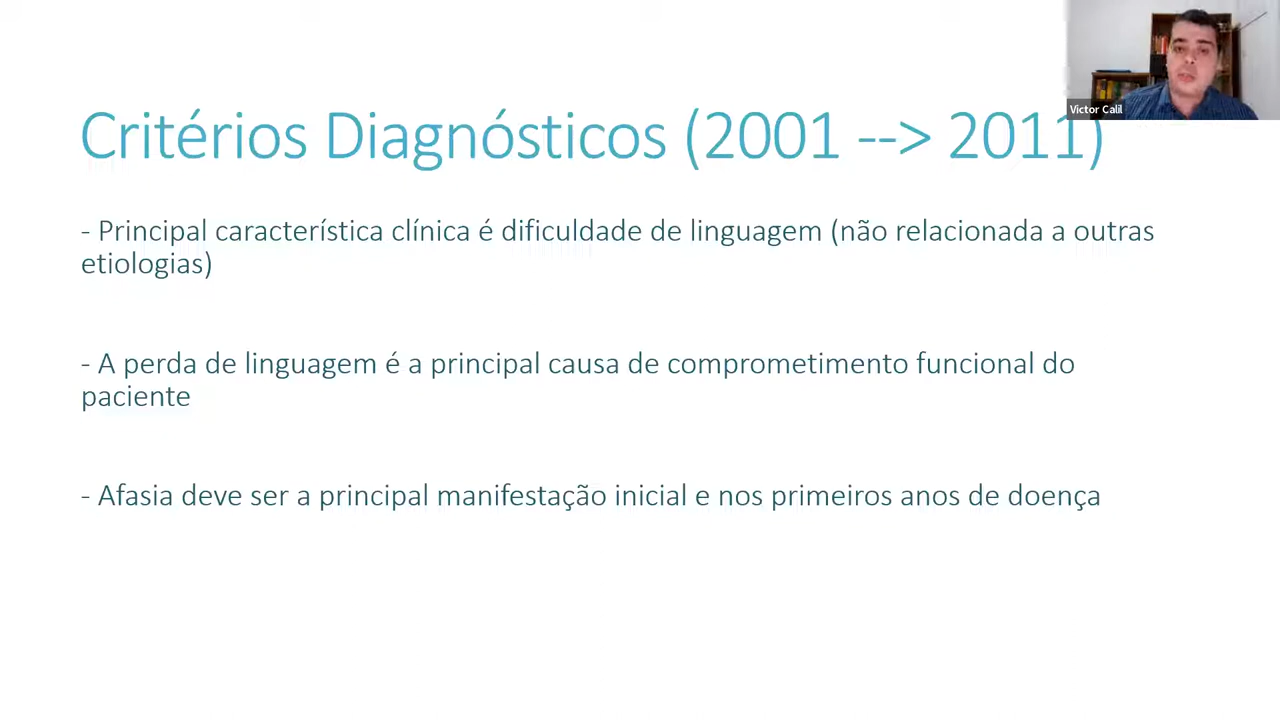 Victor Calil
Critérios Diagnósticos (2001 --> 2011)
- Principal característica clínica é dificuldade de linguagem (não relacionada a outras
etiologias)
- A perda de linguagem é a principal causa de comprometimento funcional do
paciente
- Afasia deve ser a principal manifestação inicial e nos primeiros anos de doença